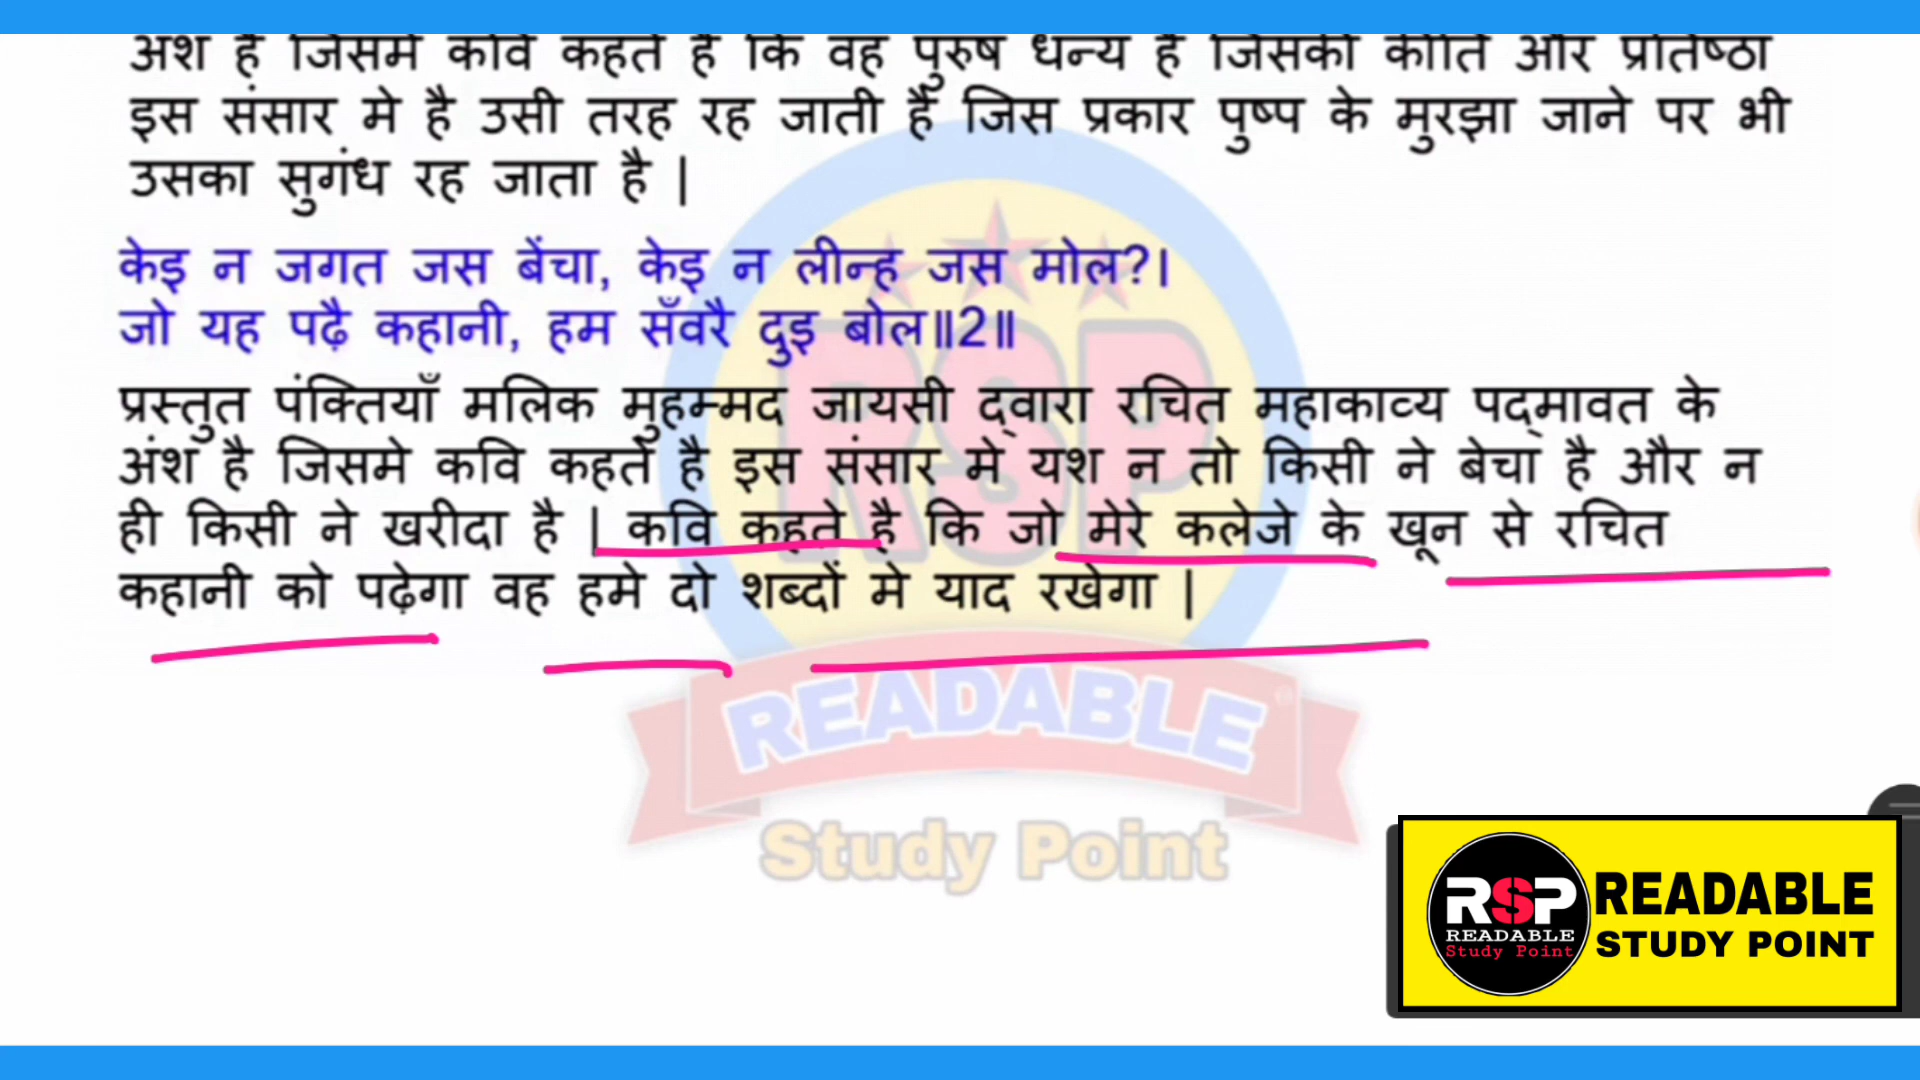 अंश है जिसमे कवि कहते है कि वह पुरुष धन्य है जिसकी कीर्ति और प्रतिष्ठा
इस संसार मे है उसी तरह रह जाती है जिस प्रकार पुष्प के मुरझा जाने पर भी
उसका सुगंध रह जाता है |
केइ न जगत जस बेंचा, केइ न लीन्ह जस मोल?।
जो यह पढ़ै कहानी, हम सँवरै दुइ बोल॥2॥
प्रस्तुत पंक्तियाँ मलिक मुहम्मद जायसी द्वारा रचित महाकाव्य पद्मावत के
अंश है जिसमे कवि कहते है इस संसार मे यश न तो किसी ने बेचा है और न
ही किसी ने खरीदा है | कवि कहते है कि जो मेरे कलेजे के खून से रचित
कहानी को पढ़ेगा वह हमे दो शब्दों मे याद रखेगा |
RSP
READABLE
Study Point
RSP
READABLE
Study Point
READABLE
STUDY POINT